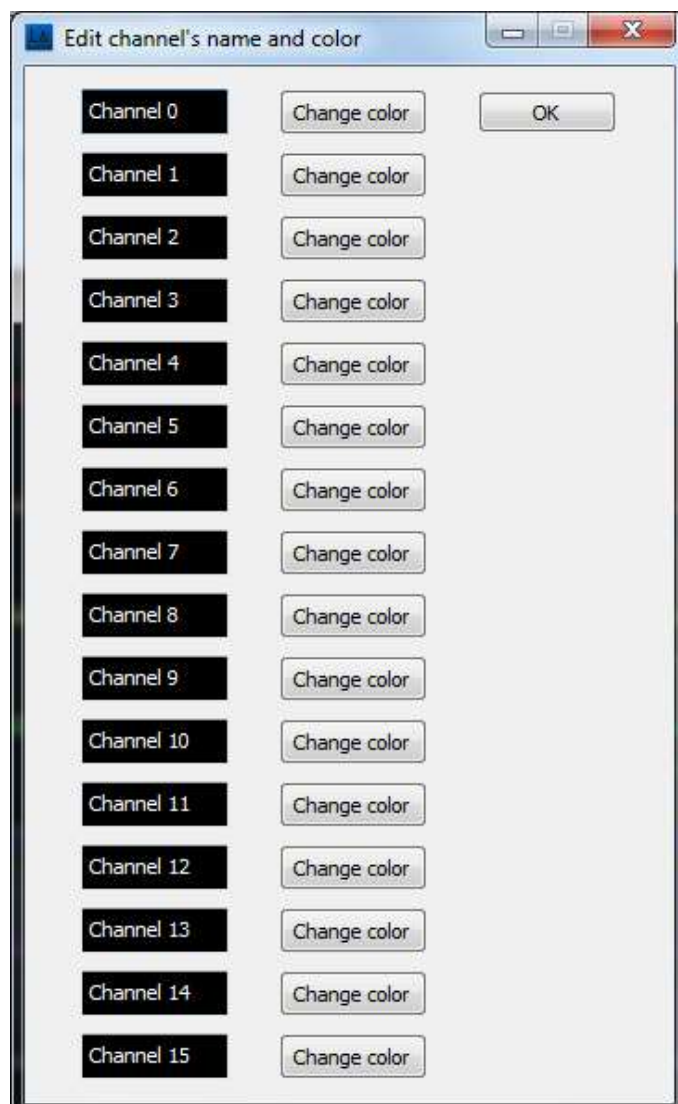 LA Edit channel's name and color
Channel 0 Change color OK
Channel 1 Change color
Channel 2 Change color
Channel 3 Change color
Channel 4 Change color
Channel 5 Change color
Channel 6 Change color
Channel 7 Change color
Channel 8 Change color
Channel 9 Change color
Channel 10 Change color
Channel 11 Change color
Channel 12 Change color
Channel 13 Change color
Channel 14 Change color
Channel 15 Change color